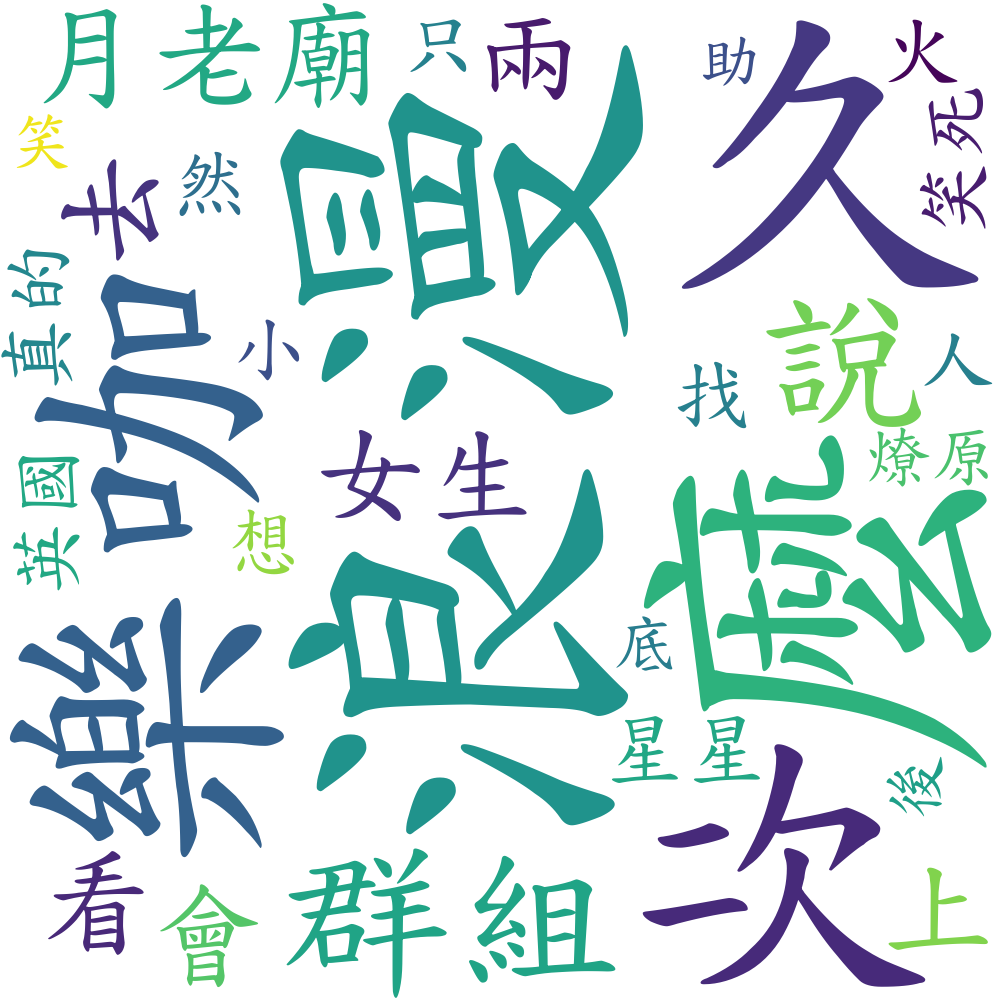 月老廟
只
兩
助
久
火
笑死
笑
然
去
浪漫
真的
樂咖
小
說
人
找
女生
燎原
英國
想
麼
底
星星
後
次
看
會
群組
上